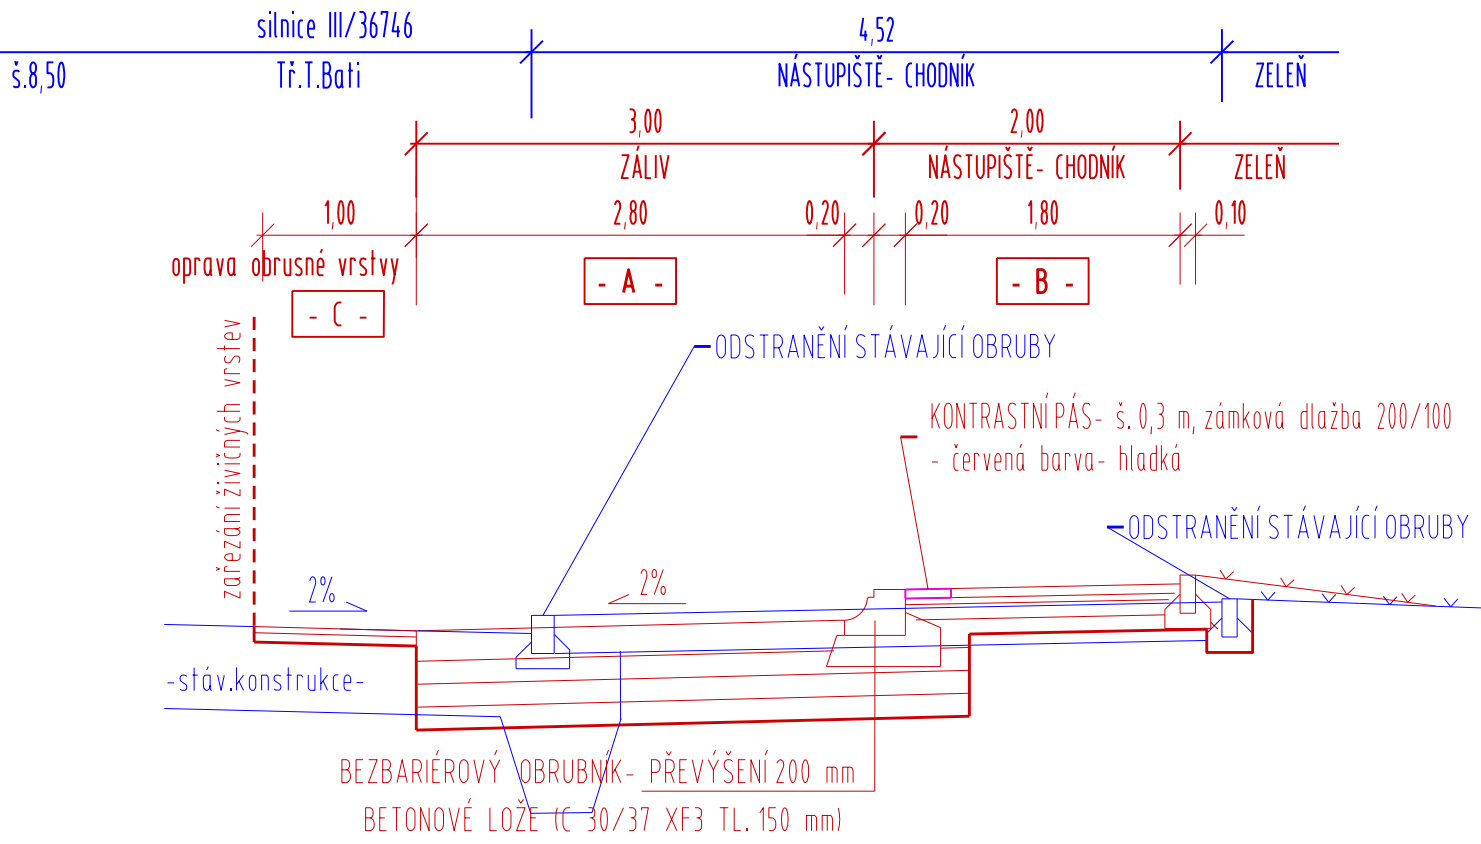 silnice III/36746
4,52
š.8,50
Tř.T.Bati
NÁSTUPIŠTĚ- CHODNÍK
ZELEŇ
3,00
2,00
ZÁLIV
NÁSTUPIŠTĚ- CHODNÍK
ZELEŇ
1,00
2,80
0,20
0,20
1,80
0,10
oprava obrusné vrstvy
- A -
- B -
- C -
zařezání živičných vrstev
ODSTRANĚNÍ STÁVAJÍCÍ OBRUBY
KONTRASTNÍ PÁS- š.0,3 m, zámková dlažba 200/100
- červená barva- hladká
ODSTRANĚNÍ STÁVAJÍCÍ OBRUBY
2%
2%
-stáv.konstrukce-
BEZBARIÉROVÝ OBRUBNÍK- PŘEVÝŠENÍ 200 mm
BETONOVÉ LOŽE (C 30/37 XF3 TL.150 mm)